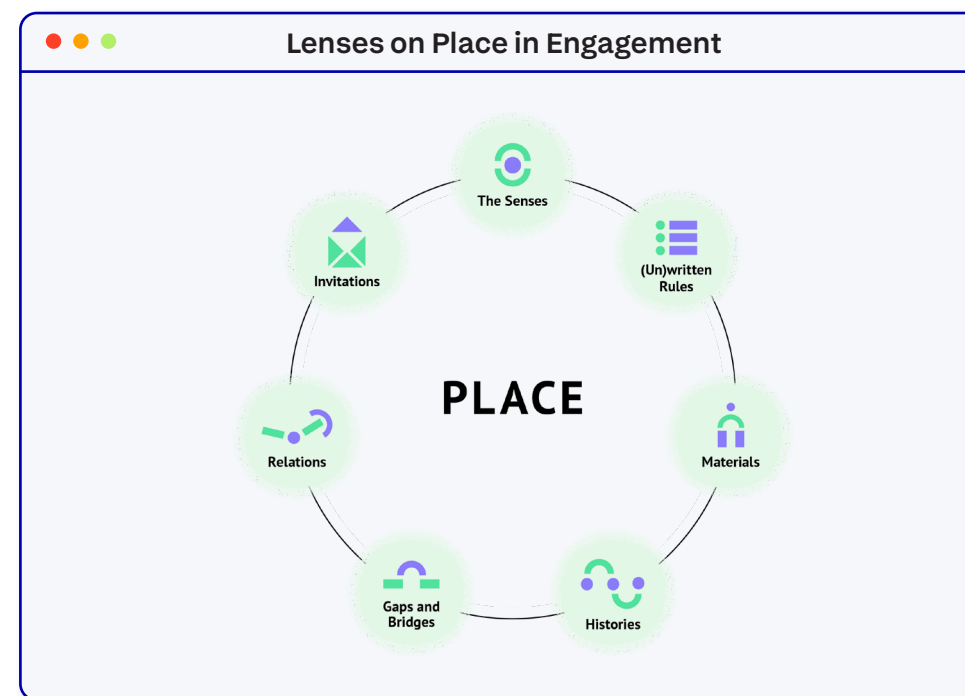 Lenses on Place in Engagement
The Senses
(Un)written
Rules
Invitations
PLACE
Relations
Materials
Gaps and
Bridges
Histories